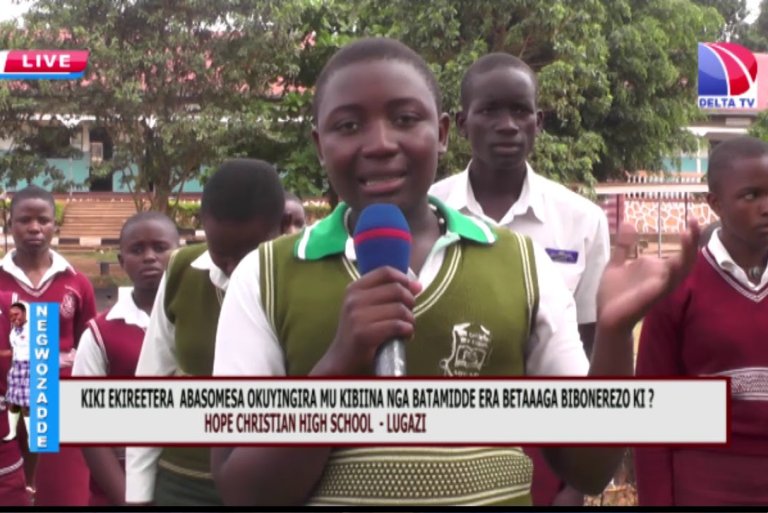 LIVE
DELTA TV
NEGWOZADDE
KIKI EKIREETERA ABASOMESA OKUYINGIRA MU KIBIINA NGA BATAMIDDE ERA BETAAAGA BIBONEREZO KI ?
HOPE CHRISTIAN HIGH SCHOOL - LUGAZI